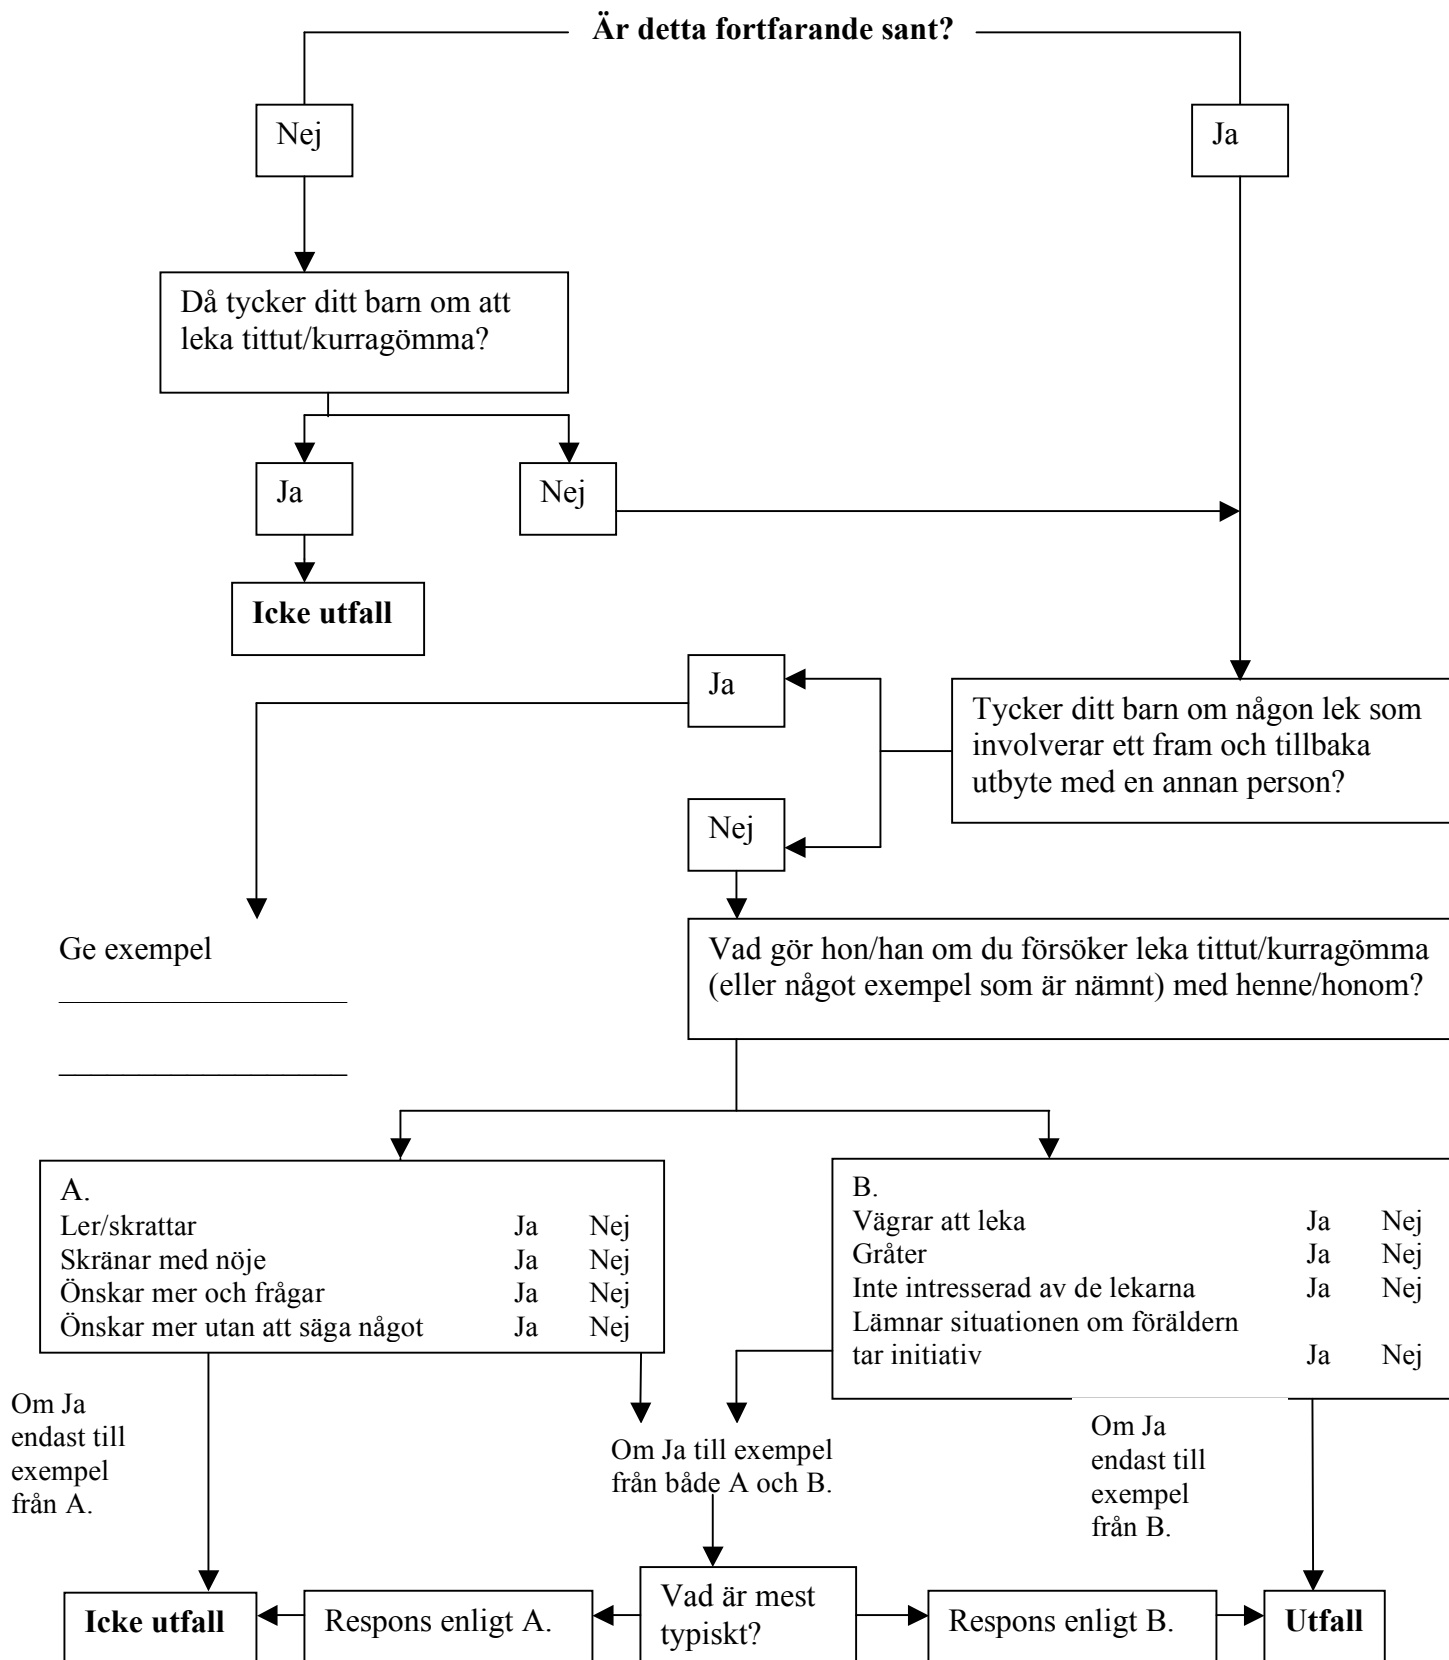 Är detta fortfarande sant?
Nej
Ja
Då tycker ditt barn om att
leka tittut/kurragömma?
Ja
Nej
Icke utfall
Ja
Tycker ditt barn om någon lek som
involverar ett fram och tillbaka
utbyte med en annan person?
Nej
Ge exempel
Vad gör hon/han om du försöker leka tittut/kurragömma
(eller något exempel som är nämnt) med henne/honom?
A.
Ler/skrattar Ja Nej
Skränar med nöje Ja Nej
Önskar mer och frågar Ja Nej
Önskar mer utan att säga något Ja Nej
B.
Vägrar att leka Ja Nej
Gråter Ja Nej
Inte intresserad av de lekarna Ja Nej
Lämnar situationen om föräldern
tar initiativ Ja Nej
Om Ja
endast till
exempel
från A.
Om Ja till exempel
från både A och B.
Om Ja
endast till
exempel
från B.
Icke utfall
Respons enligt A.
Vad är mest
typiskt?
Respons enligt B.
Utfall